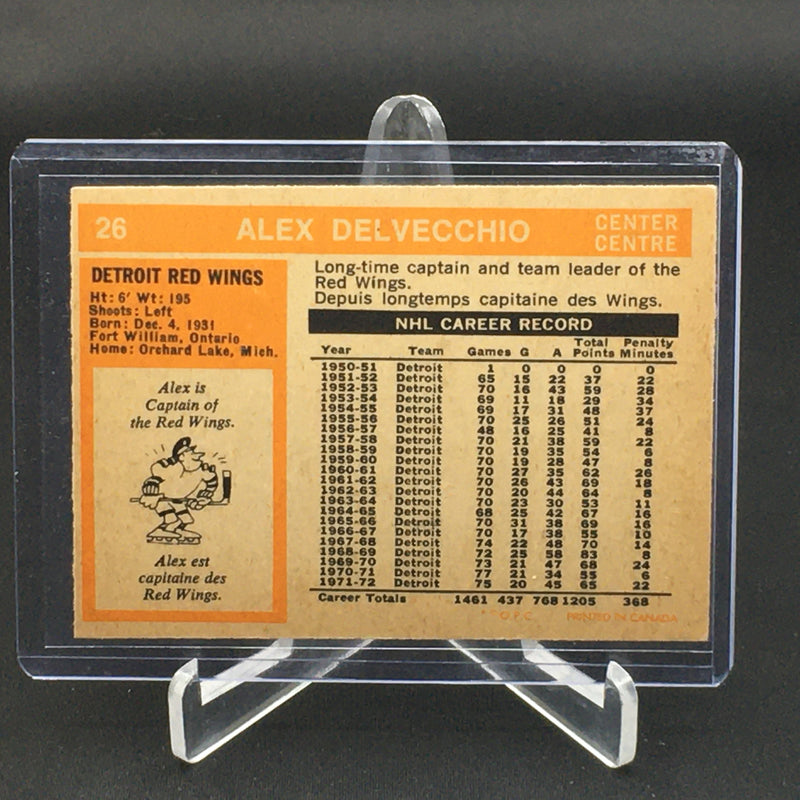 26 ALEX DELVECCHIO CENTER
CENTRE
DETROIT RED WINGS
Ht: 6' Wt: 195
Shoots: Left
Born: Dec. 4, 1931
Fort William, Ontario
Home: Orchard Lake, Mich.
Alex is
Captain of
the Red Wings.
Alex est
capitaine des
Red Wings.
Long-time captain and team leader of the
Red Wings.
Depuis longtemps capitaine des Wings.
NHL CAREER RECORD
Year Team Games G A Total Points Penalty Minutes
1950-51 Detroit 1 0 0 0 0
1951-52 Detroit 65 15 22 37 22
1952-53 Detroit 70 16 43 59 28
1953-54 Detroit 69 11 18 29 34
1954-55 Detroit 69 17 31 48 37
1955-56 Detroit 70 25 26 51 24
1956-57 Detroit 48 16 25 41 8
1957-58 Detroit 70 21 38 59 22
1958-59 Detroit 70 19 35 54 6
1959-60 Detroit 70 19 28 47 8
1960-61 Detroit 70 27 35 62 26
1961-62 Detroit 70 26 43 69 18
1962-63 Detroit 70 20 44 64 8
1963-64 Detroit 70 23 30 53 11
1964-65 Detroit 68 25 42 67 16
1965-66 Detroit 70 31 38 69 16
1966-67 Detroit 70 17 38 55 10
1967-68 Detroit 74 22 48 70 14
1968-69 Detroit 72 25 58 83 8
1969-70 Detroit 73 21 47 68 24
1970-71 Detroit 77 21 34 55 6
1971-72 Detroit 75 20 45 65 22
Career Totals 1461 437 768 1205 368
O.P.C. PRINTED IN CANADA